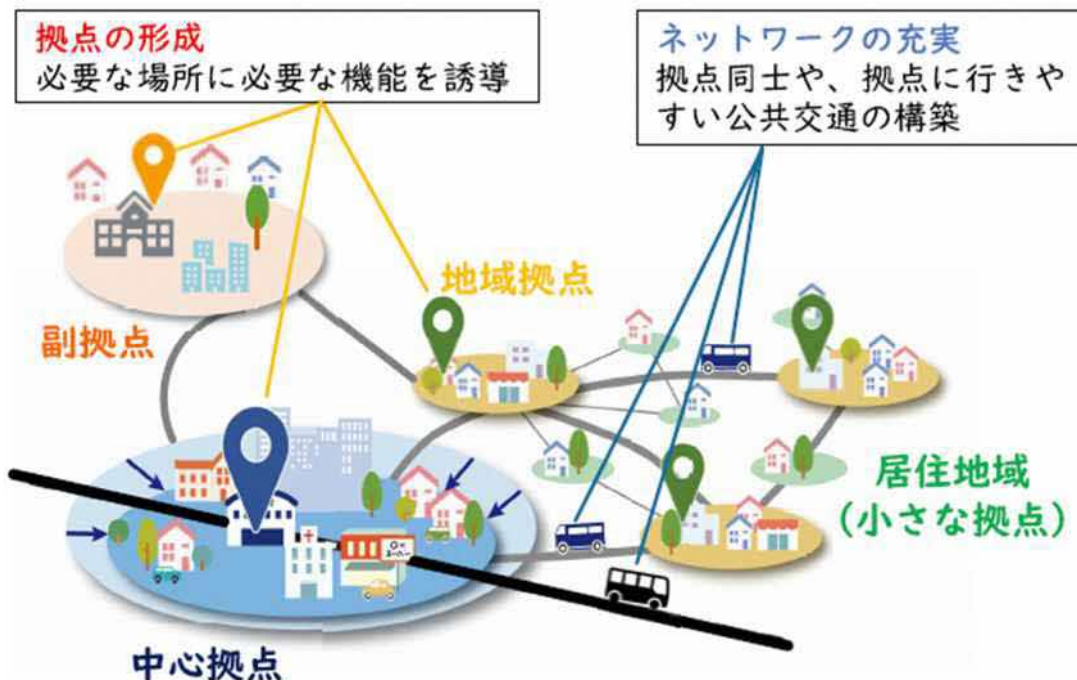 拠点の形成
必要な場所に必要な機能を誘導
ネットワークの充実
拠点同士や、拠点に行きや
すい公共交通の構築
地域拠点
副拠点
居住地域
(小さな拠点)
中心拠点